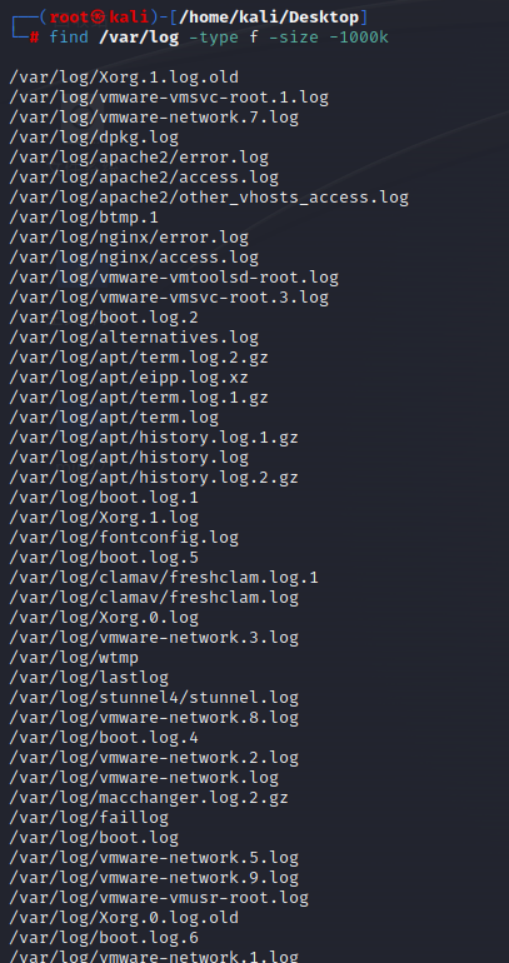 ┌──(root㉿kali)-[/home/kali/Desktop]
└─# find /var/log -type f -size -1000k
/var/log/Xorg.1.log.old
/var/log/vmware-vmsvc-root.1.log
/var/log/vmware-network.7.log
/var/log/dpkg.log
/var/log/apache2/error.log
/var/log/apache2/access.log
/var/log/apache2/other_vhosts_access.log
/var/log/btmp.1
/var/log/nginx/error.log
/var/log/nginx/access.log
/var/log/vmware-vmtoolsd-root.log
/var/log/vmware-vmsvc-root.3.log
/var/log/boot.log.2
/var/log/alternatives.log
/var/log/apt/term.log.2.gz
/var/log/apt/eipp.log.xz
/var/log/apt/term.log.1.gz
/var/log/apt/term.log
/var/log/apt/history.log.1.gz
/var/log/apt/history.log
/var/log/apt/history.log.2.gz
/var/log/boot.log.1
/var/log/Xorg.1.log
/var/log/fontconfig.log
/var/log/boot.log.5
/var/log/clamav/freshclam.log.1
/var/log/clamav/freshclam.log
/var/log/Xorg.0.log
/var/log/vmware-network.3.log
/var/log/wtmp
/var/log/lastlog
/var/log/stunnel4/stunnel.log
/var/log/vmware-network.8.log
/var/log/boot.log.4
/var/log/vmware-network.2.log
/var/log/vmware-network.log
/var/log/macchanger.log.2.gz
/var/log/faillog
/var/log/boot.log
/var/log/vmware-network.5.log
/var/log/vmware-network.9.log
/var/log/vmware-vmusr-root.log
/var/log/Xorg.0.log.old
/var/log/boot.log.6
/var/log/vmware-network.1.log